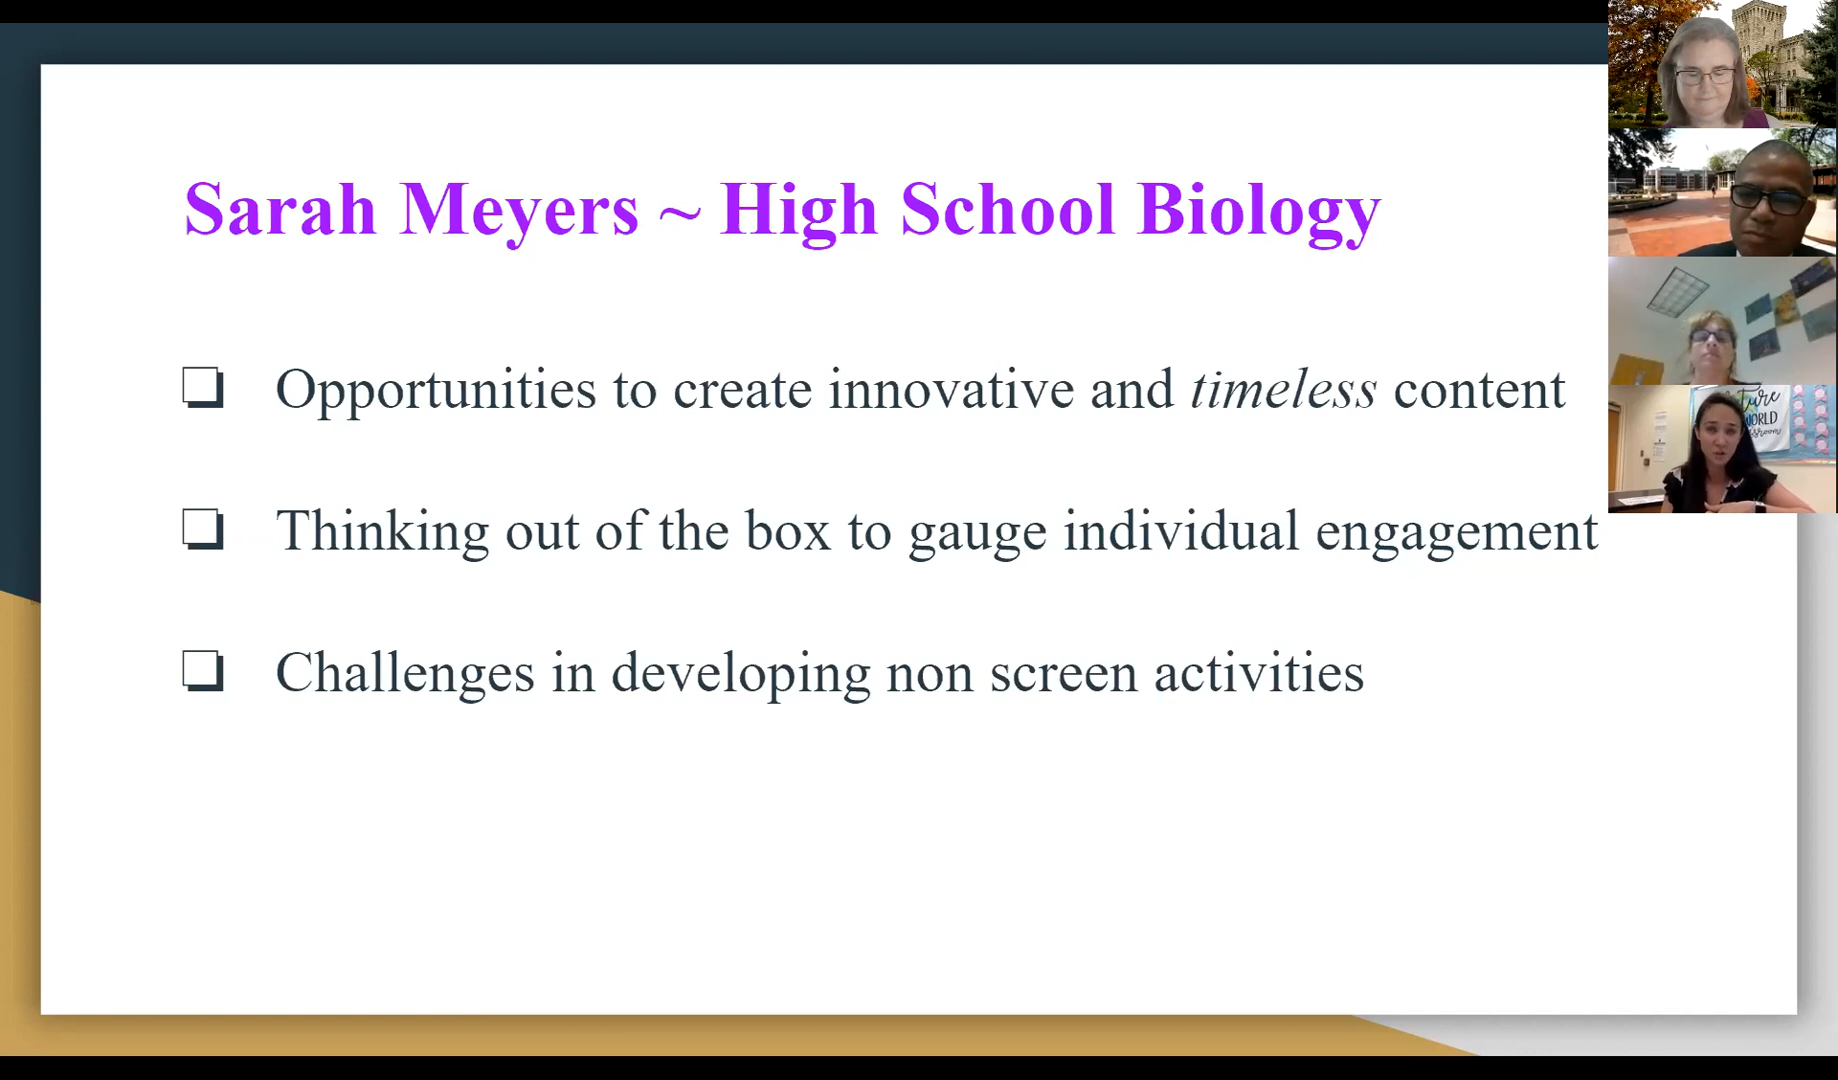 Sarah Meyers ~ High School Biology
Opportunities to create innovative and timeless content
Thinking out of the box to gauge individual engagement
Challenges in developing non screen activities
WORLD